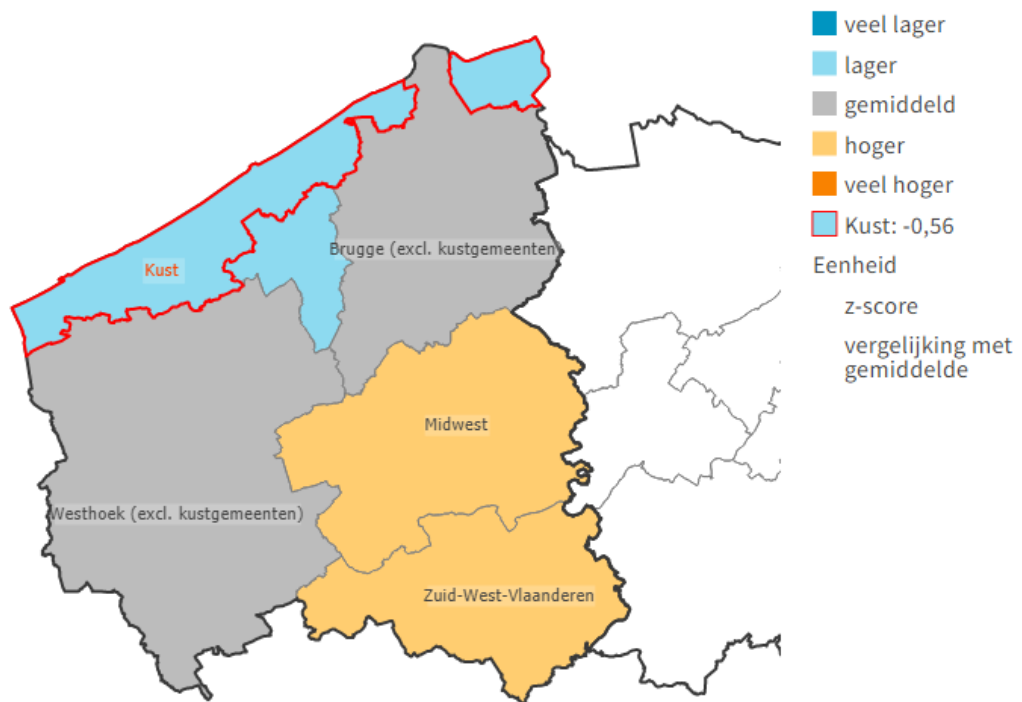 veel lager
lager
gemiddeld
hoger
veel hoger
Kust: -0,56
Eenheid
z-score
vergelijking met
gemiddelde
Brugge (excl. kustgemeenten)
Kust
Midwest
Westhoek (excl. kustgemeenten)
Zuid-West-Vlaanderen